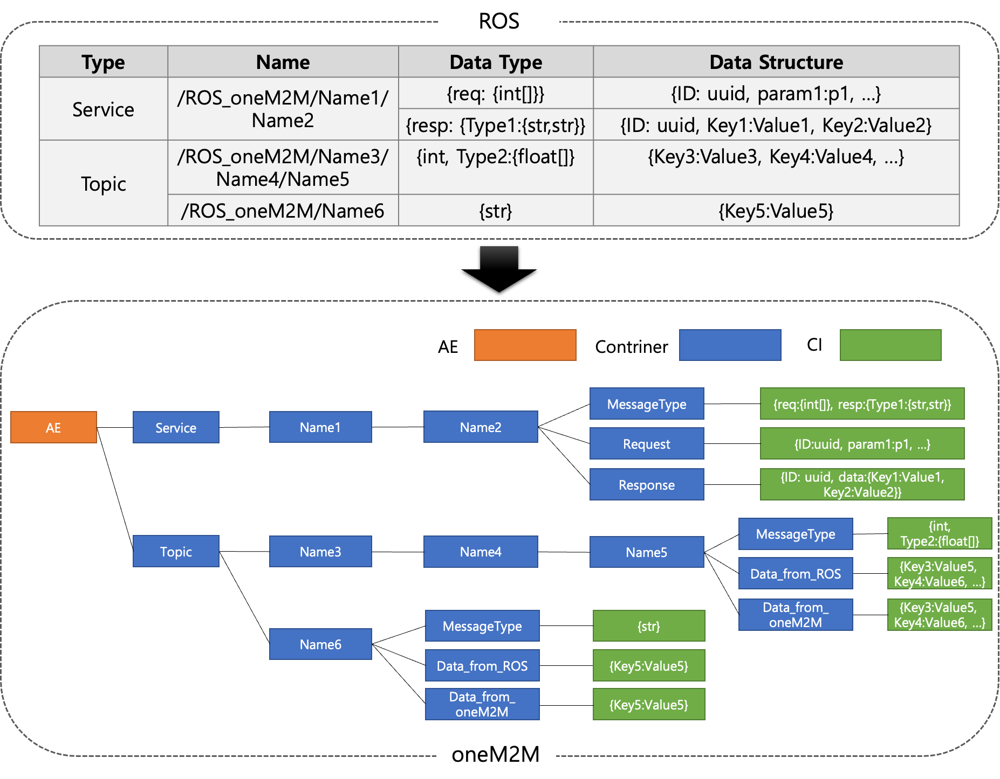 ROS
Type
Name
Data Type
Data Structure
Service
/ROS_oneM2M/Name1/
Name2
{req: {int[]}}
{ID: uuid, param1:p1, ...}
{resp: {Type1:{str,str}}
{ID: uuid, Key1:Value1, Key2:Value2}
Topic
/ROS_oneM2M/Name3/
Name4/Name5
{int, Type2:{float[]}
{Key3:Value3, Key4:Value4, ...}
/ROS_oneM2M/Name6
{str}
{Key5:Value5}
AE
Contriner
CI
AE
Service
Name1
Name2
MessageType
{req:{int[]}, resp:{Type1:{str,str}}
Request
{ID:uuid, param1:p1, ...}
Response
{ID: uuid, data:{Key1:Value1,
Key2:Value2}}
Topic
Name3
Name4
Name5
MessageType
{int,
Type2:{float[]}
Data_from_ROS
{Key3:Value5,
Key4:Value6, ...}
Data_from_
oneM2M
{Key3:Value5,
Key4:Value6, ...}
Name6
MessageType
{str}
Data_from_ROS
{Key5:Value5}
Data_from_
oneM2M
{Key5:Value5}
oneM2M